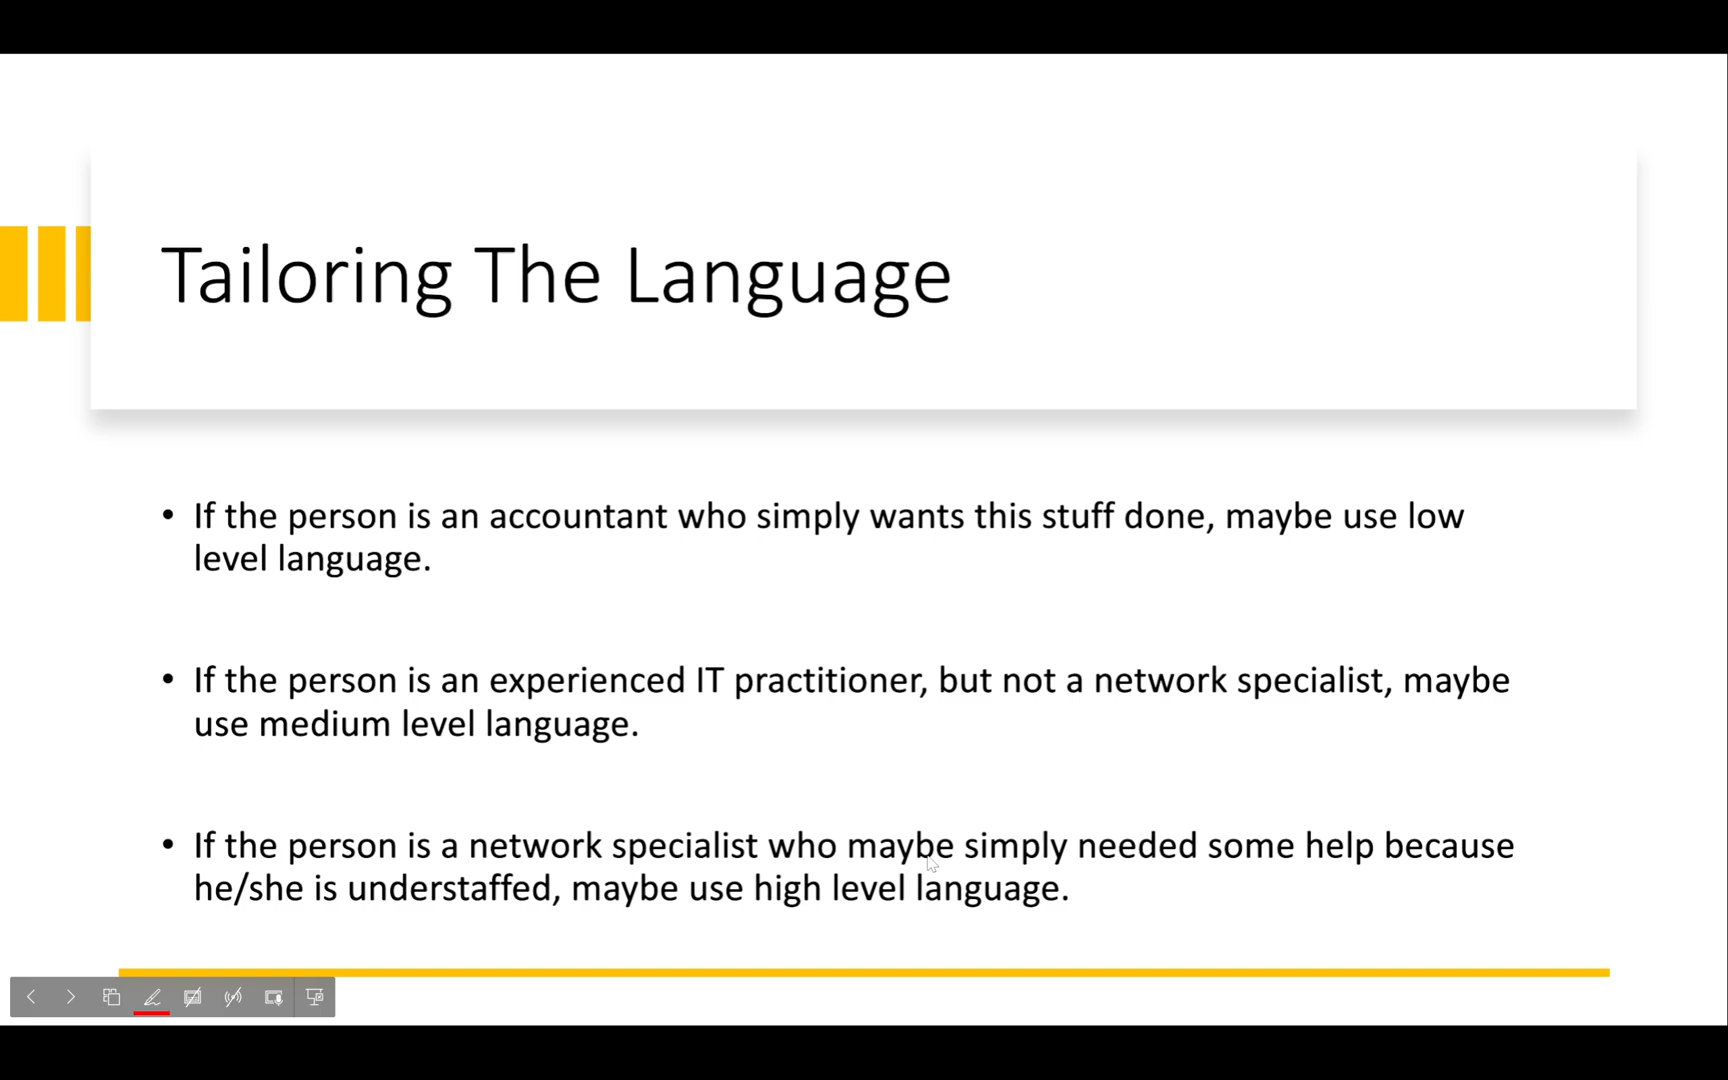 Tailoring The Language
• If the person is an accountant who simply wants this stuff done, maybe use low
level language.
• If the person is an experienced IT practitioner, but not a network specialist, maybe
use medium level language.
• If the person is a network specialist who maybe simply needed some help because
he/she is understaffed, maybe use high level language.